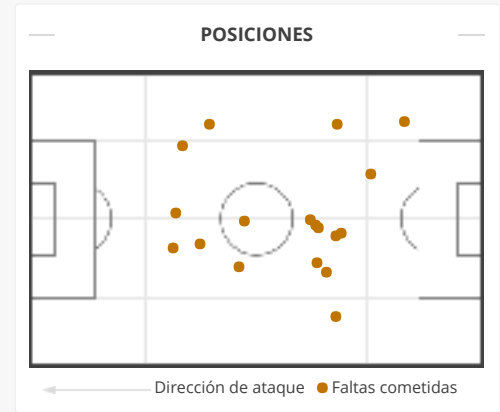 POSICIONES
Dirección de ataque Faltas cometidas